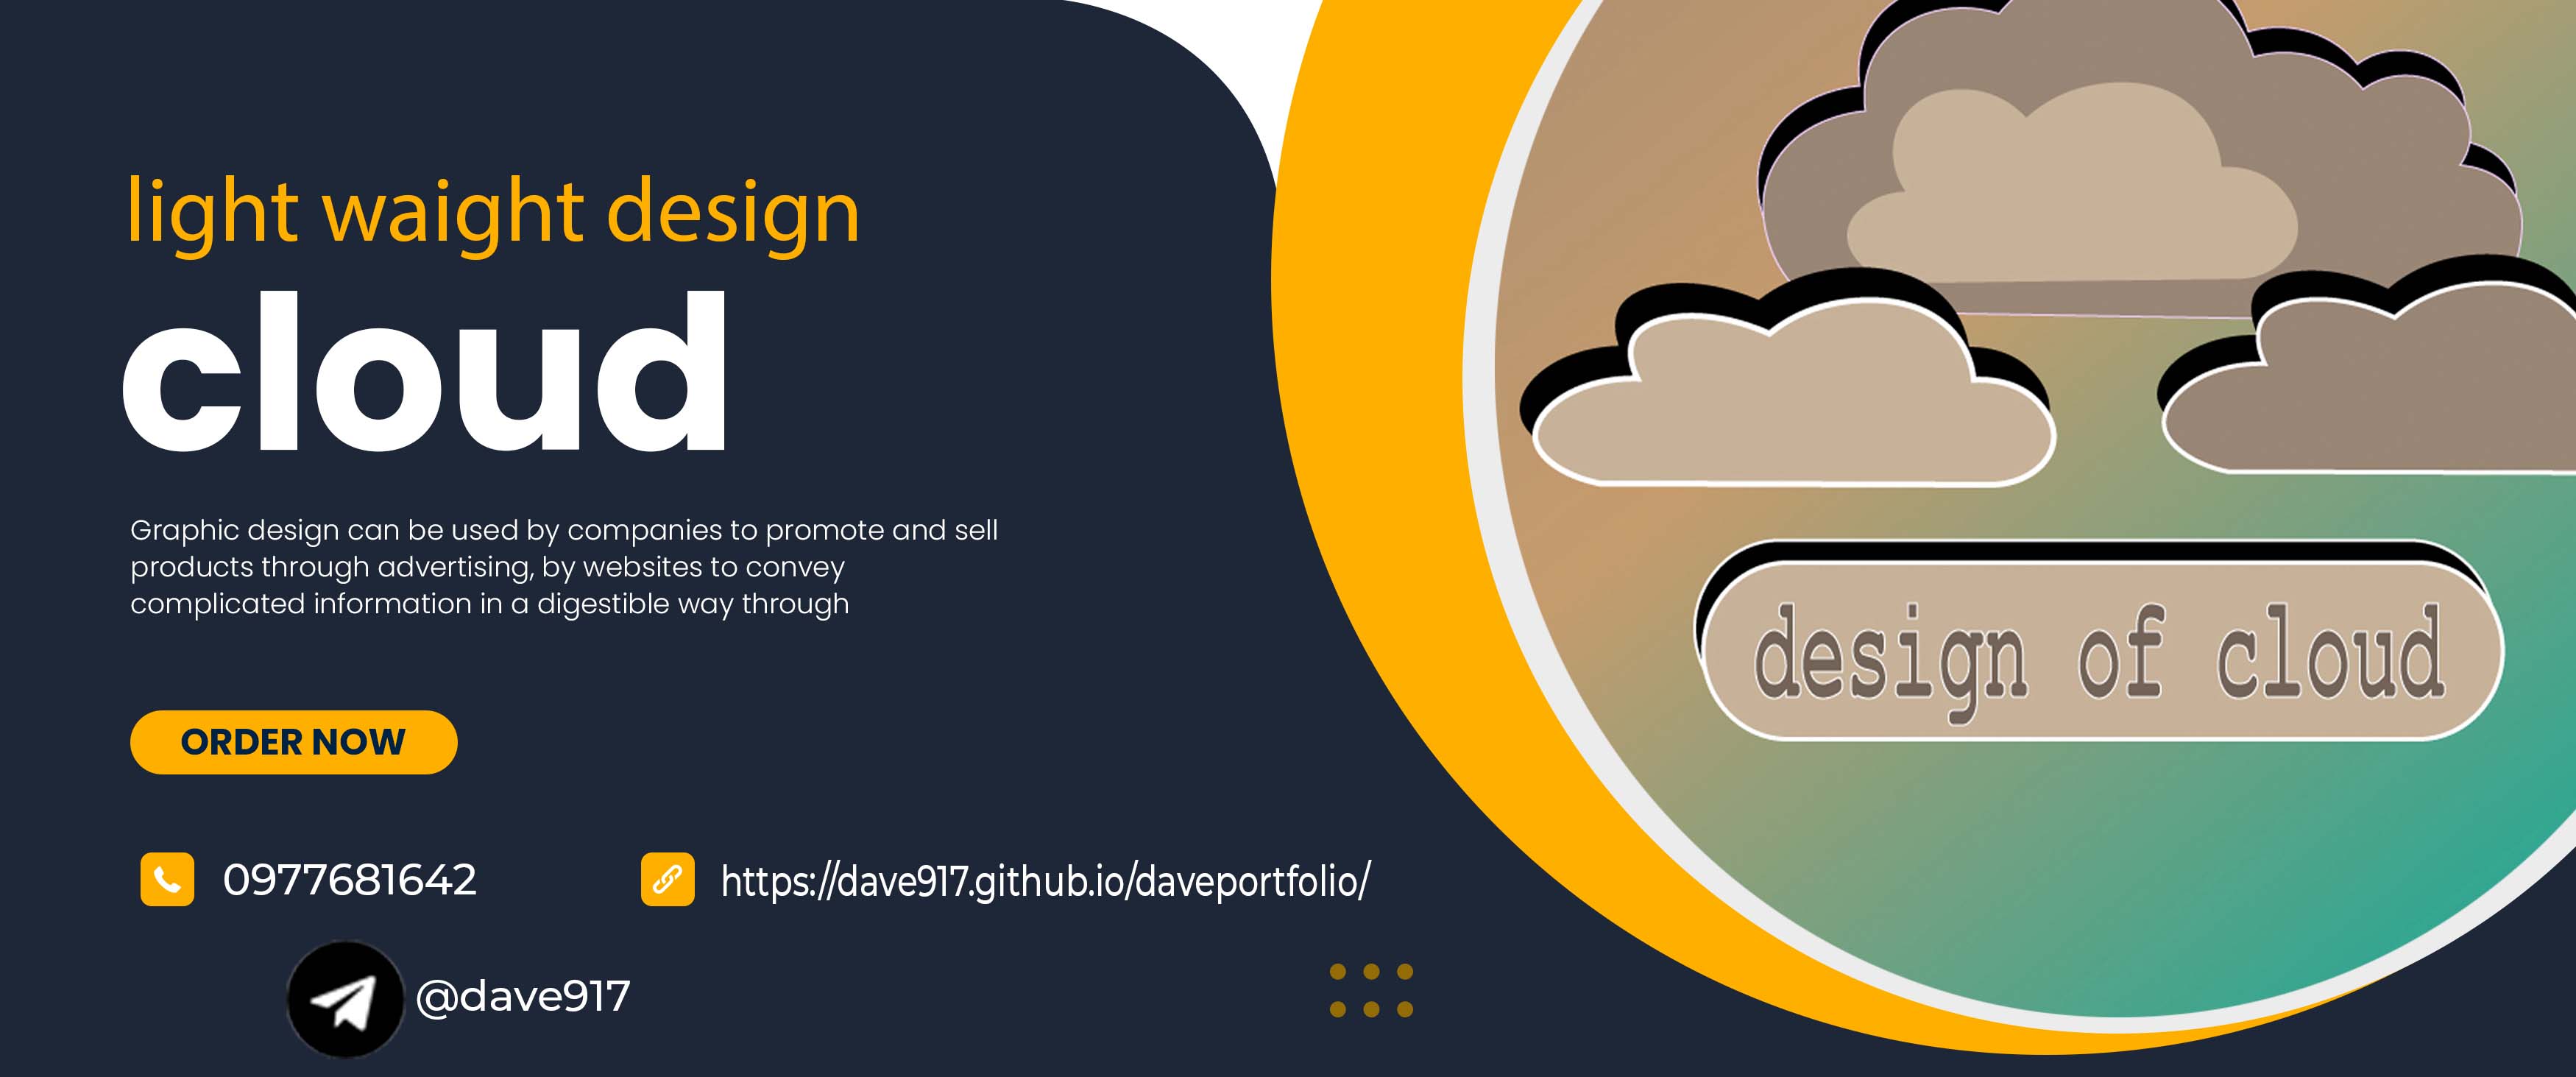 light waight design
cloud
Graphic design can be used by companies to promote and sell
products through advertising, by websites to convey
complicated information in a digestible way through
ORDER NOW
0977681642
https://dave917.github.io/daveportfolio/
@dave917
design of cloud